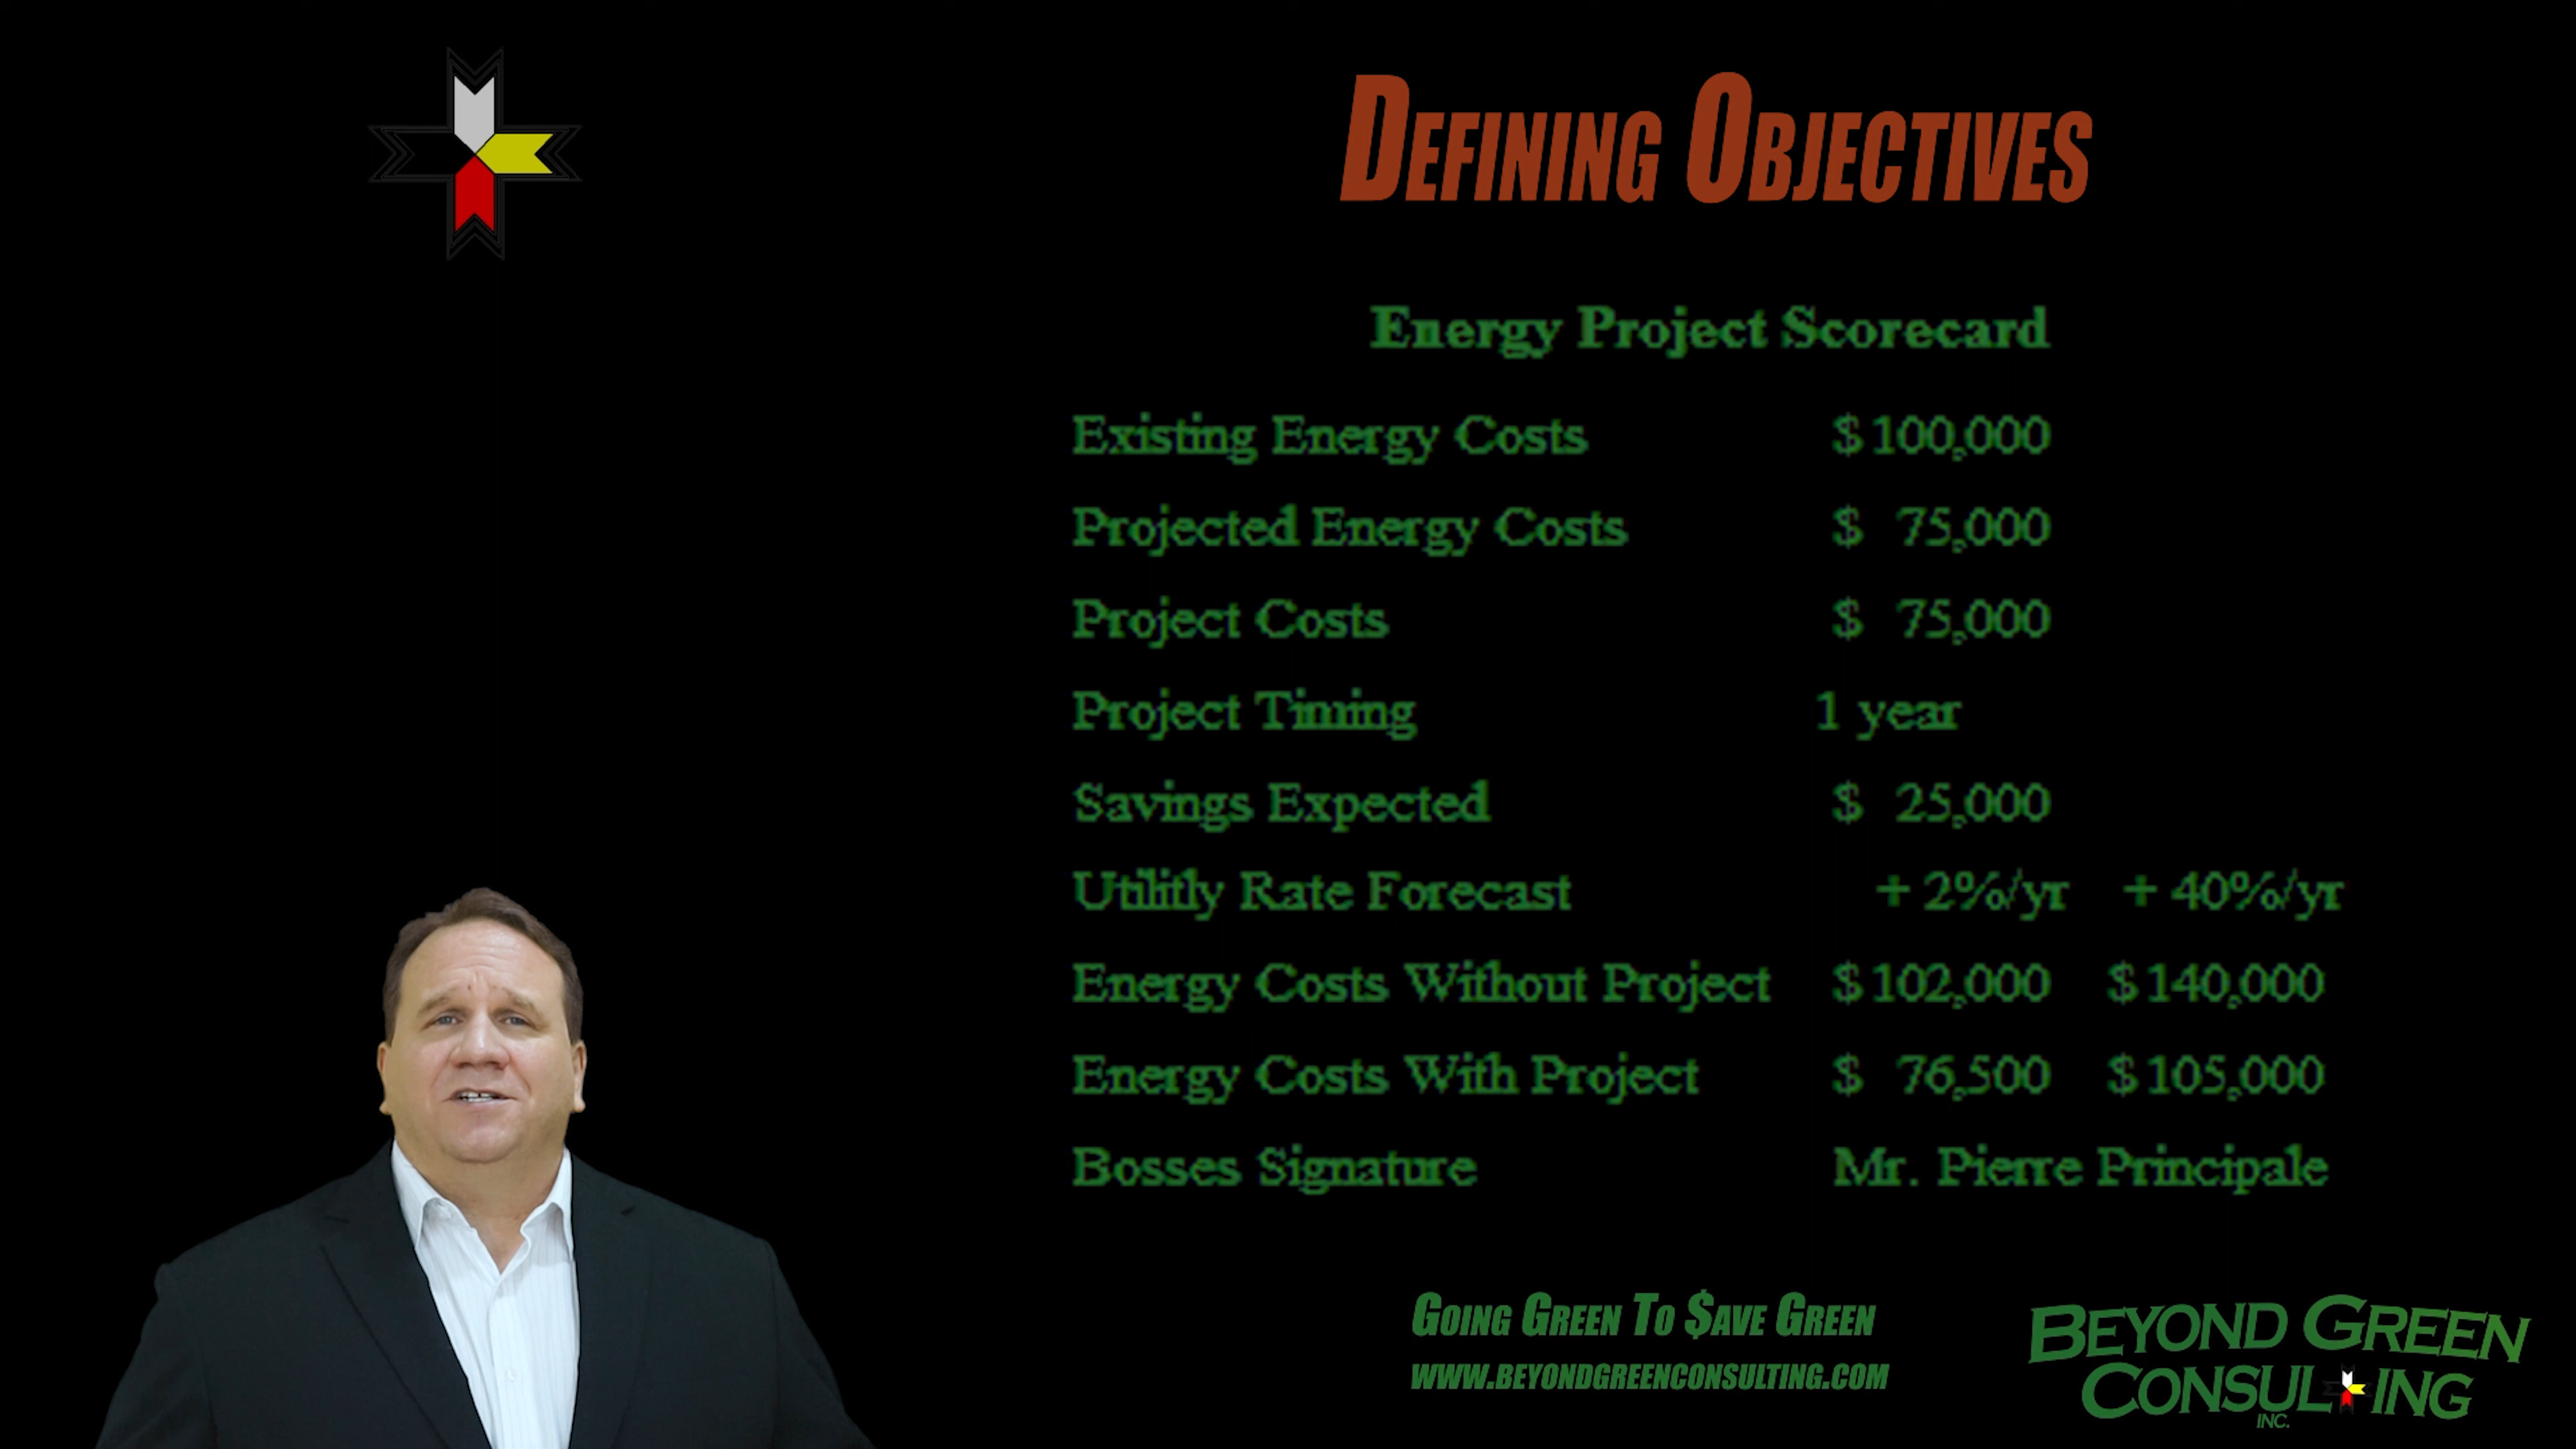 DEFINING OBJECTIVES
Energy Project Scorecard
Existing Energy Costs $ 100,000
Projected Energy Costs $ 75,000
Project Costs $ 75,000
Project Timing 1 year
Savings Expected $ 25,000
Utilitly Rate Forecast + 2%/yr + 40%/yr
Energy Costs Without Project $ 102,000 $ 140,000
Energy Costs With Project $ 76,500 $ 105,000
Bosses Signature Mr. Pierre Principale
GOING GREEN TO $AVE GREEN
WWW.BEYONDGREENCONSULTING.COM
BEYOND GREEN
CONSULTING
INC.